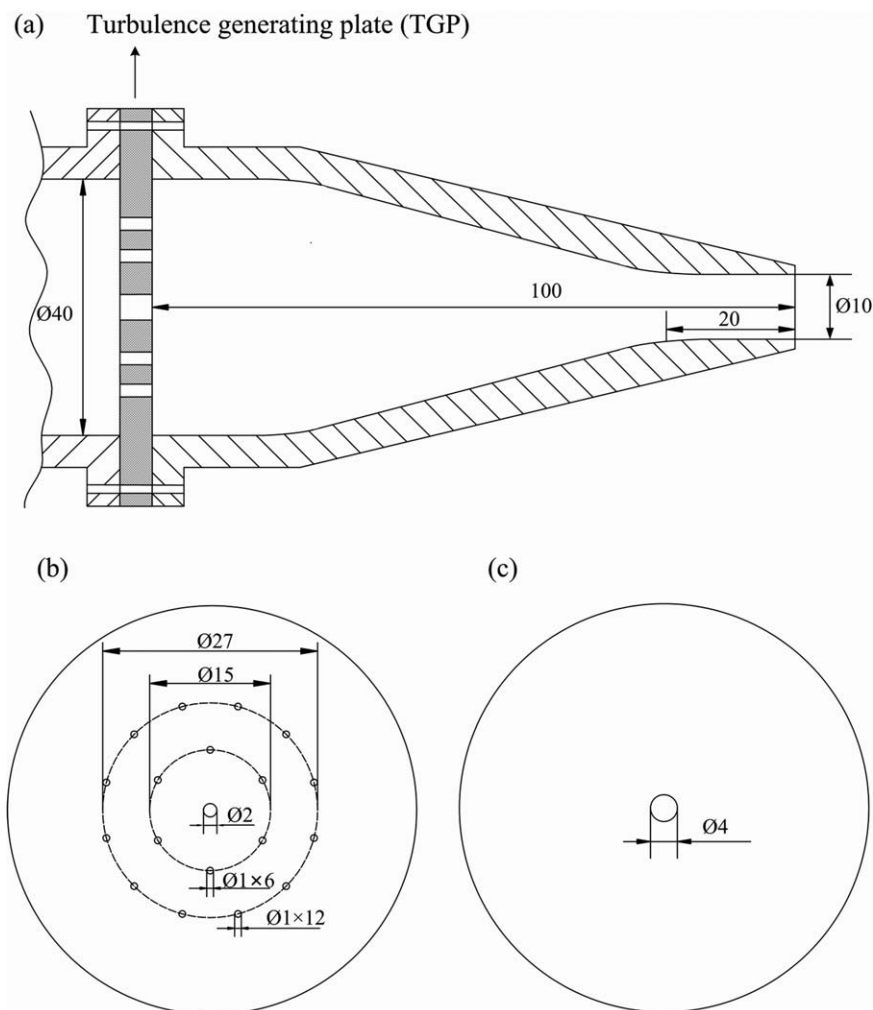 (a) Turbulence generating plate (TGP)
Ø40
100
20
Ø10
(b)
(c)
Ø27
Ø15
Ø2
Ø4
Ø1×6
Ø1×12